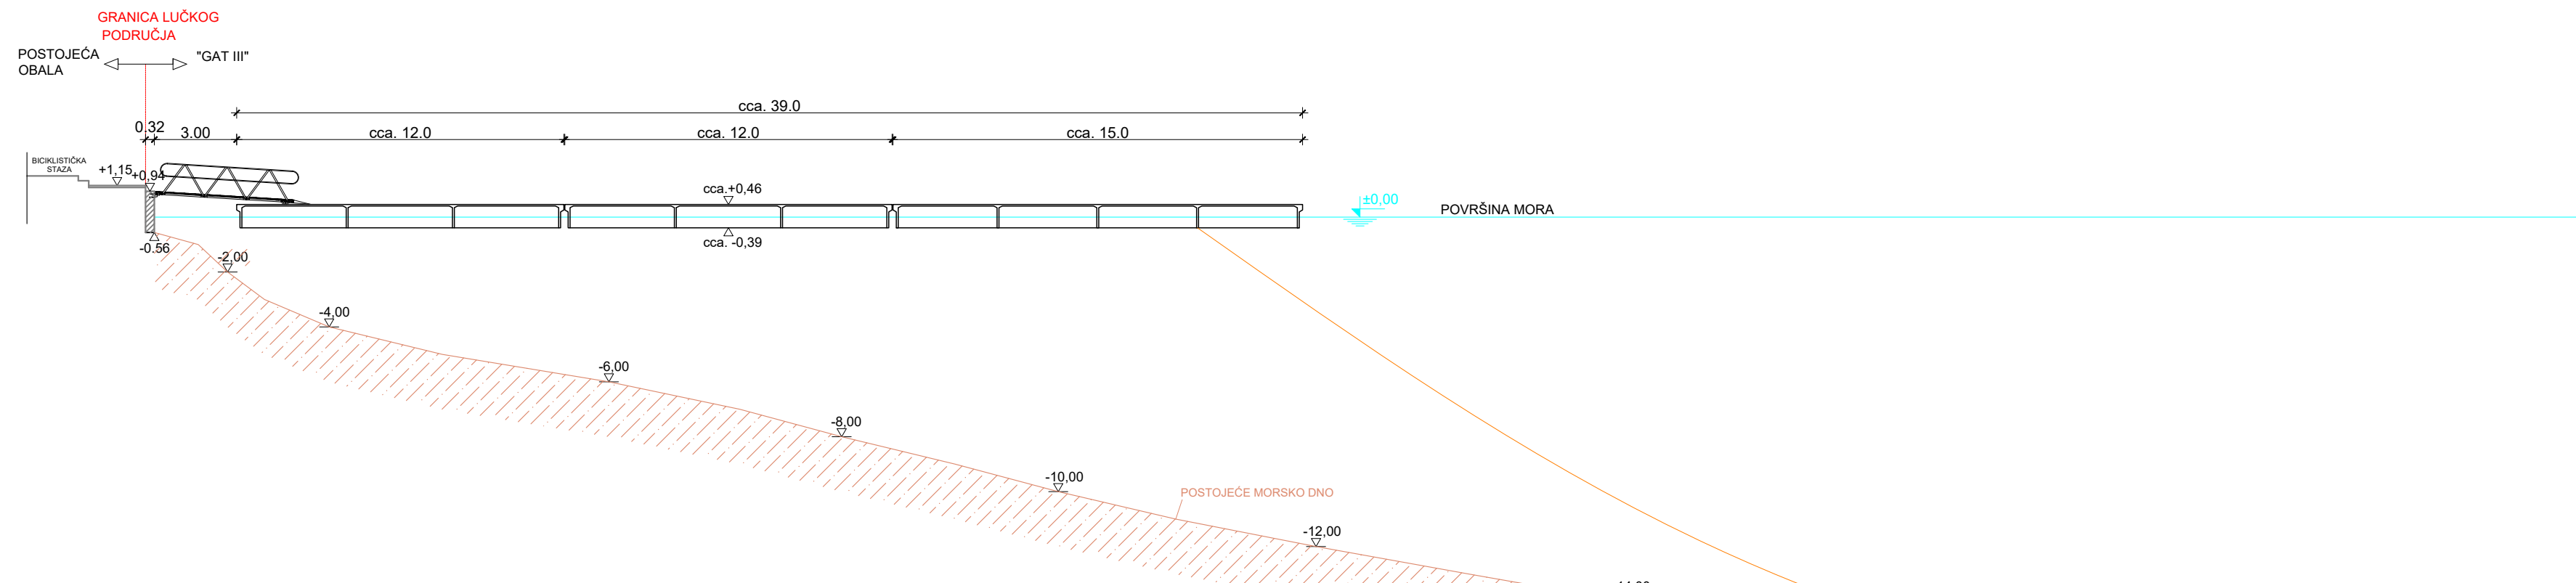 GRANICA LUČKOG
PODRUČJA
POSTOJEĆA
OBALA
"GAT III"
cca. 39.0
0.32
3.00
cca. 12.0
cca. 12.0
cca. 15.0
BICIKLISTIČKA
STAZA
+1,15
+0,94
cca.+0,46
±0,00
POVRŠINA MORA
-0.56
cca. -0,39
-2,00
-4,00
-6,00
-8,00
-10,00
POSTOJEĆE MORSKO DNO
-12,00